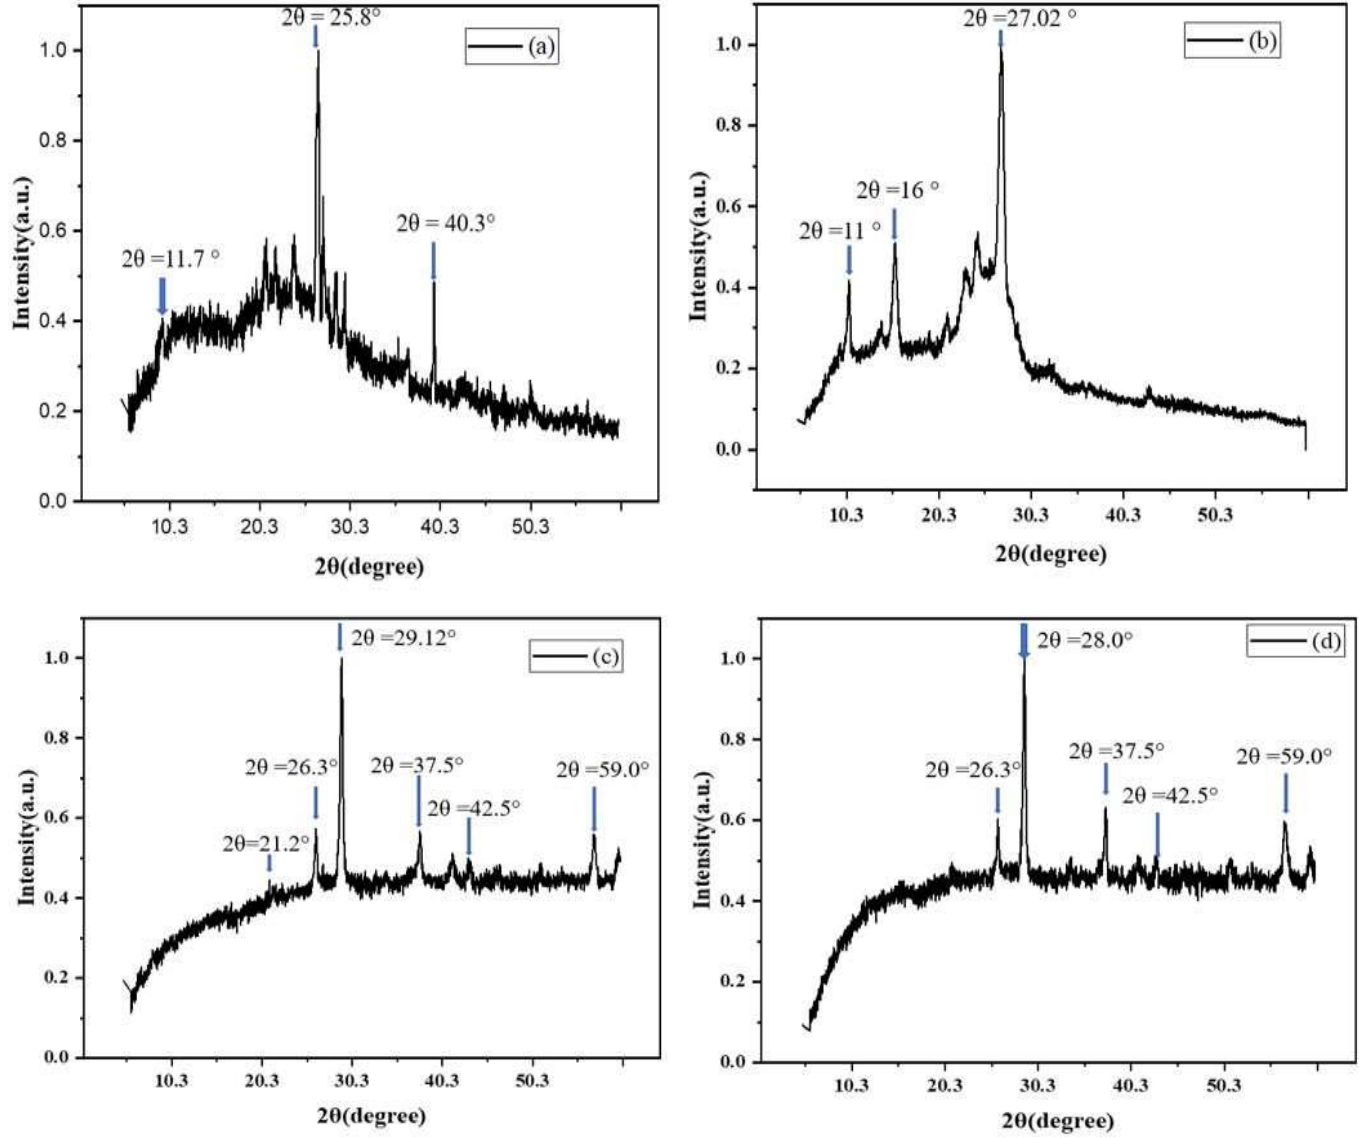 2θ = 25.8°
(a)
1.0
0.8
0.6
0.4
0.2
0.0
2θ =11.7 °
2θ = 40.3°
Intensity(a.u.)
10.3 20.3 30.3 40.3 50.3
2θ(degree)
2θ =27.02 °
(b)
1.0
0.8
0.6
0.4
0.2
0.0
2θ =16 °
2θ =11 °
Intensity(a.u.)
10.3 20.3 30.3 40.3 50.3
2θ(degree)
2θ =29.12°
(c)
1.0
0.8
0.6
0.4
0.2
0.0
2θ =26.3°
2θ =37.5°
2θ =59.0°
2θ =42.5°
2θ=21.2°
Intensity(a.u.)
10.3 20.3 30.3 40.3 50.3
2θ(degree)
2θ =28.0°
(d)
1.0
0.8
0.6
0.4
0.2
0.0
2θ =37.5°
2θ =59.0°
2θ =26.3°
2θ =42.5°
Intensity(a.u.)
10.3 20.3 30.3 40.3 50.3
2θ(degree)